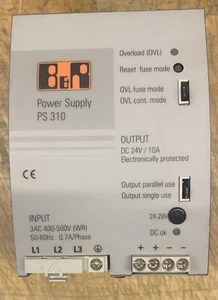 B&R
Power Supply
PS 310
Overload (OVL)
Reset fuse mode
OVL fuse mode
OVL cont. mode
OUTPUT
DC 24V / 10A
Electronically protected
CE
Output parallel use
Output single use
INPUT
3AC 400-500V (WR)
50-60Hz 0.7A/Phase
L1 L2 L3
24-28V
DC ok
+ + − −